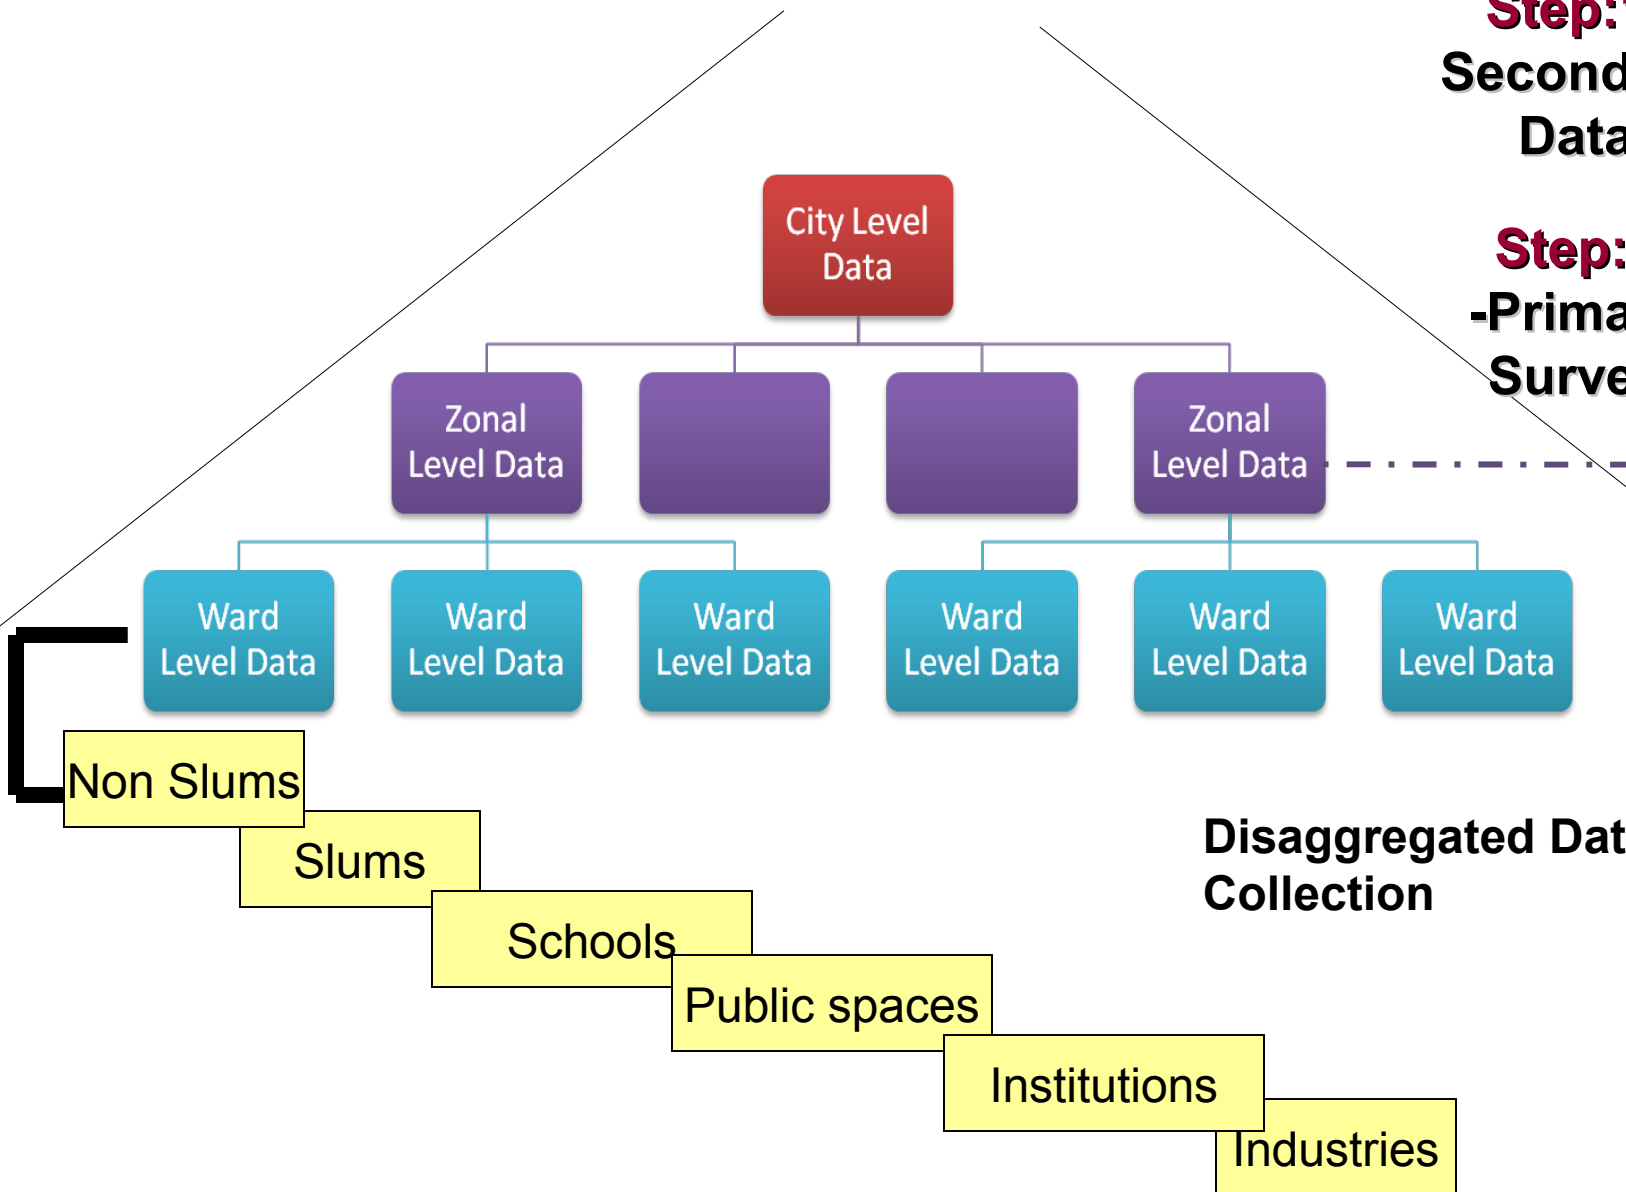 Step:
Second
Data
Step:
-Prima
Surve
City Level
Data
Zonal
Level Data
Zonal
Level Data
Ward
Level Data
Ward
Level Data
Ward
Level Data
Ward
Level Data
Ward
Level Data
Ward
Level Data
Non Slums
Slums
Schools
Public spaces
Institutions
Industries
Disaggregated Dat
Collection